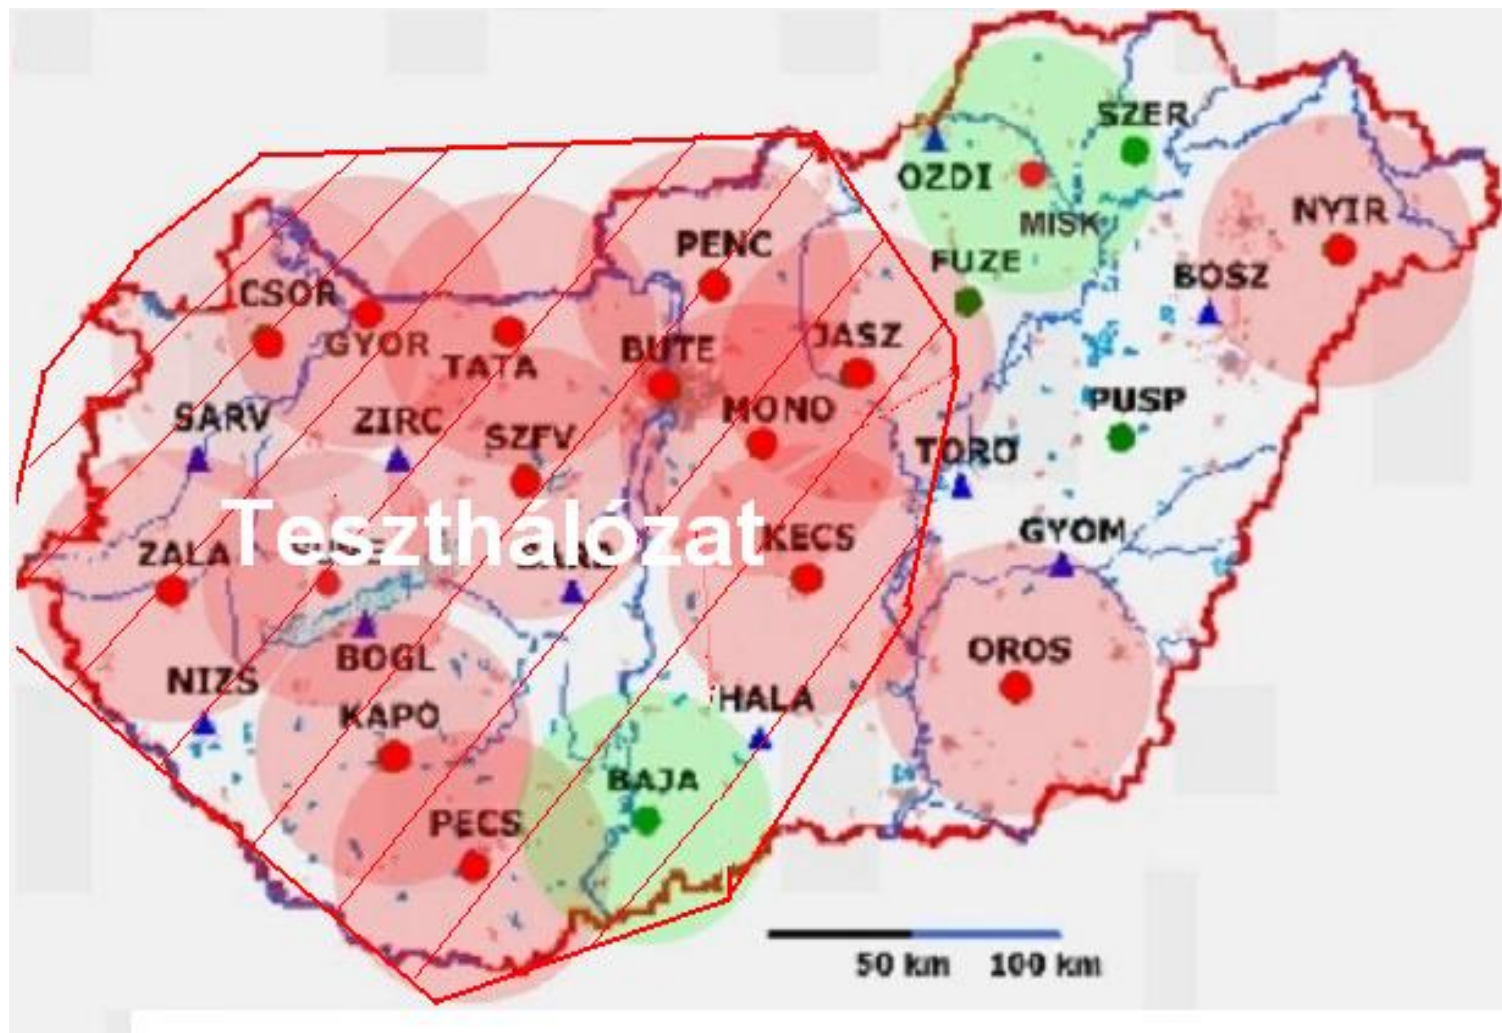 SZER
OZDI
MISK
NYIR
PENC
FUZE
BOSZ
CSOR
GYOR
TATA
BUTE
JASZ
MONO
PUSP
SARV
ZIRC
SZFV
TORO
Teszthálózat
ZALA
KECS
GYOM
BOGL
OROS
NIZS
KAPO
HALA
BAJA
PECS
50 km 100 km